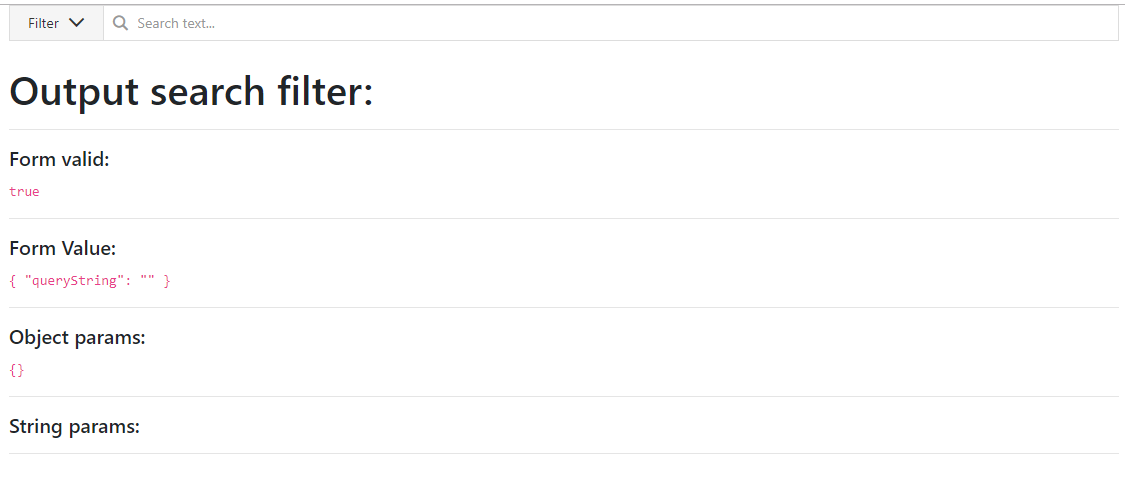 Filter Search text...
Output search filter:
Form valid:
true
Form Value:
{ "queryString": "" }
Object params:
{}
String params: